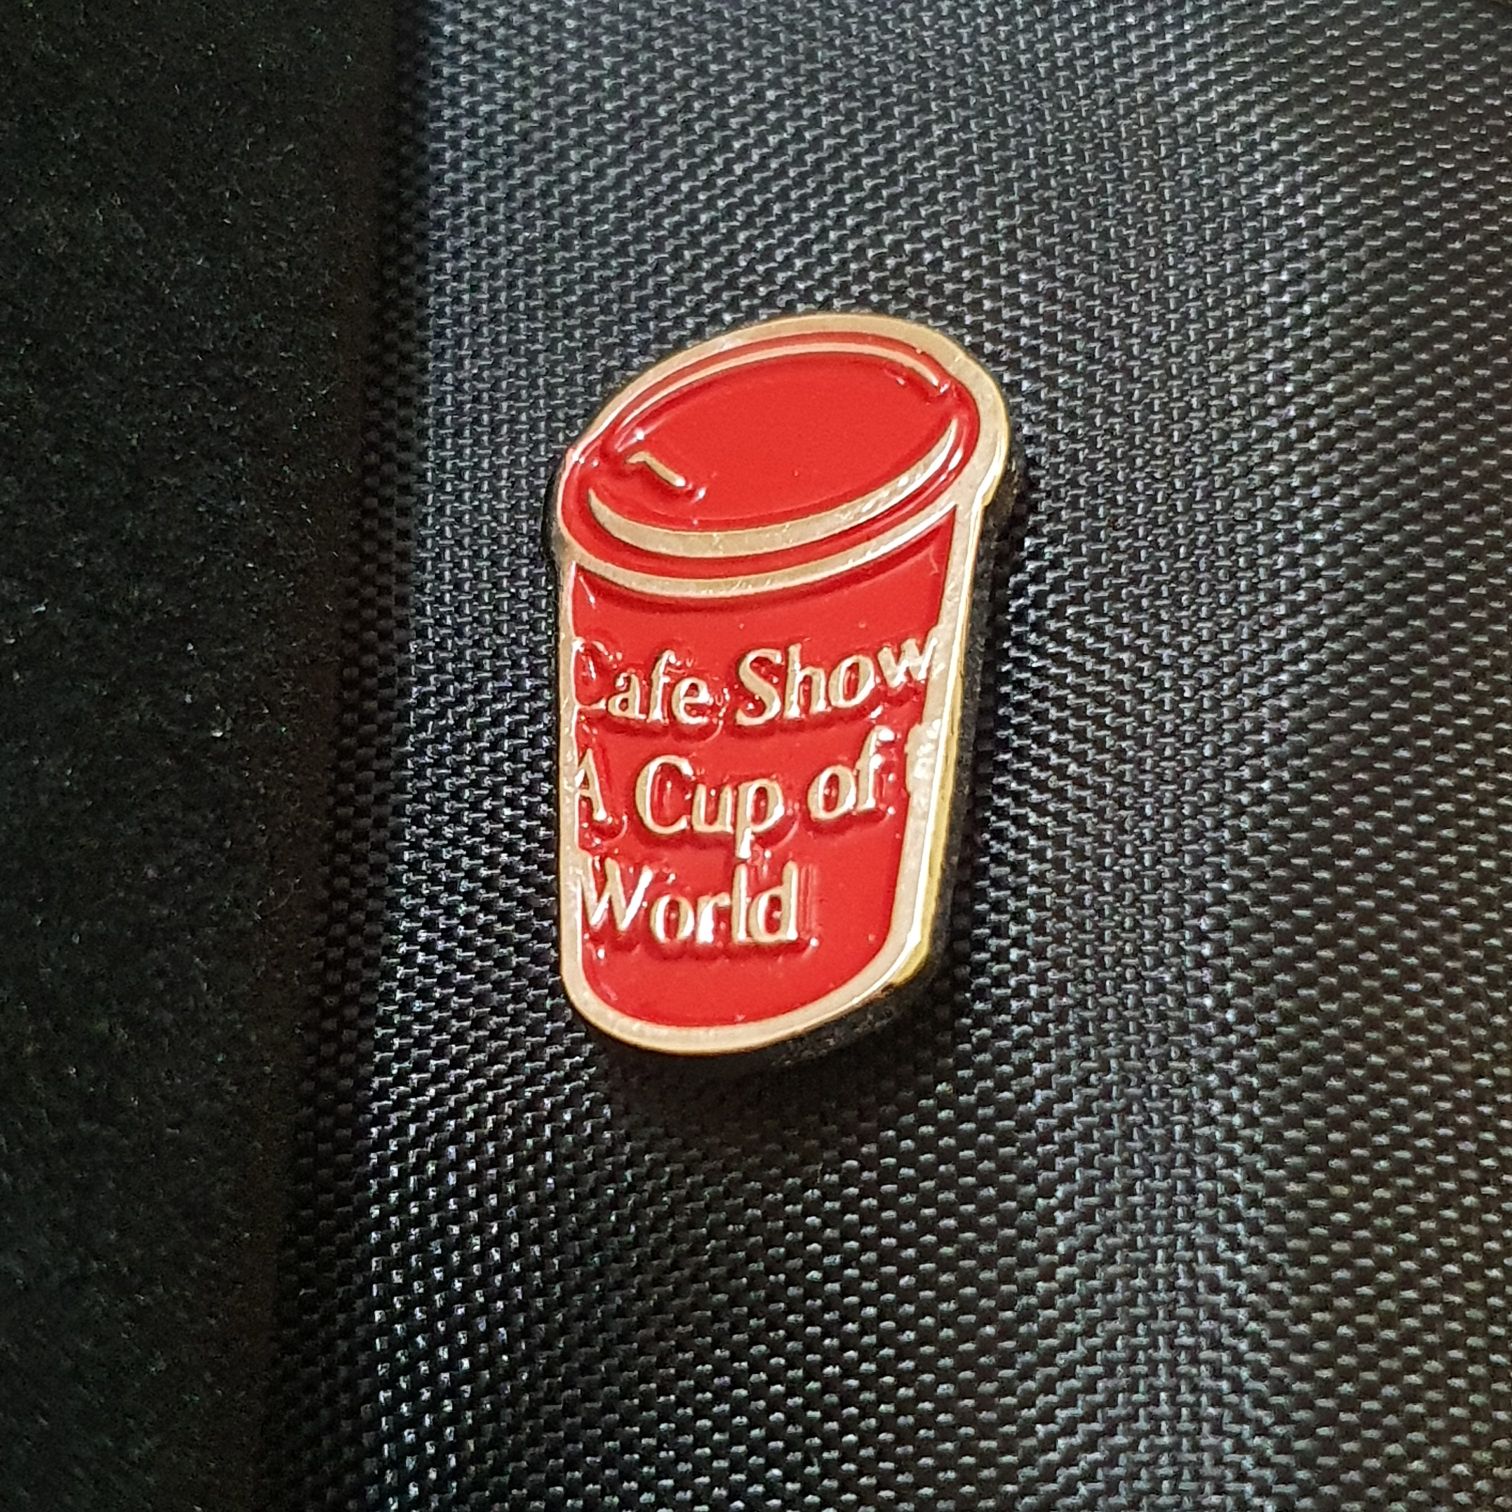 Cafe Show
A Cup of
World